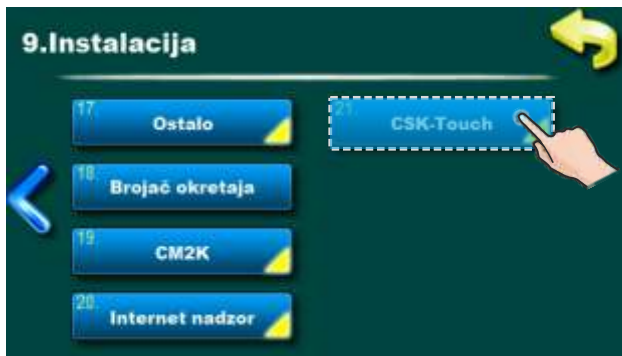 9.Instalacija
17.
Ostalo
18.
Brojač okretaja
19.
CM2K
20.
Internet nadzor
21.
CSK-Touch